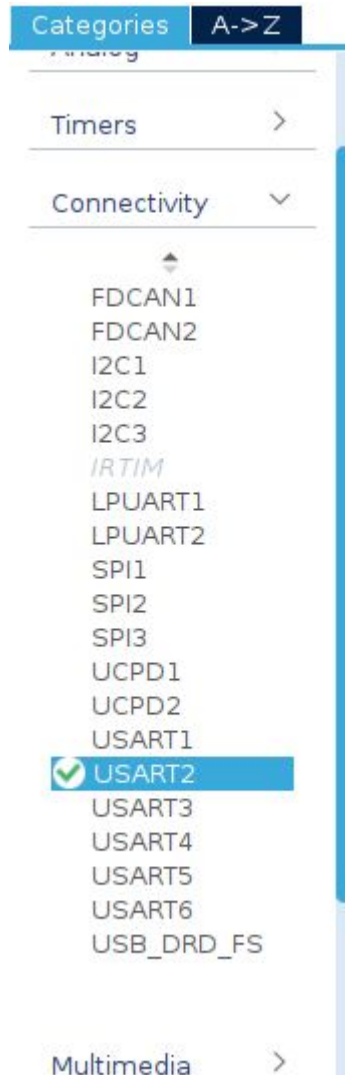 Categories A->Z
Analog
Timers
Connectivity
FDCAN1
FDCAN2
I2C1
I2C2
I2C3
IRTIM
LPUART1
LPUART2
SPI1
SPI2
SPI3
UCPD1
UCPD2
USART1
USART2
USART3
USART4
USART5
USART6
USB_DRD_FS
Multimedia